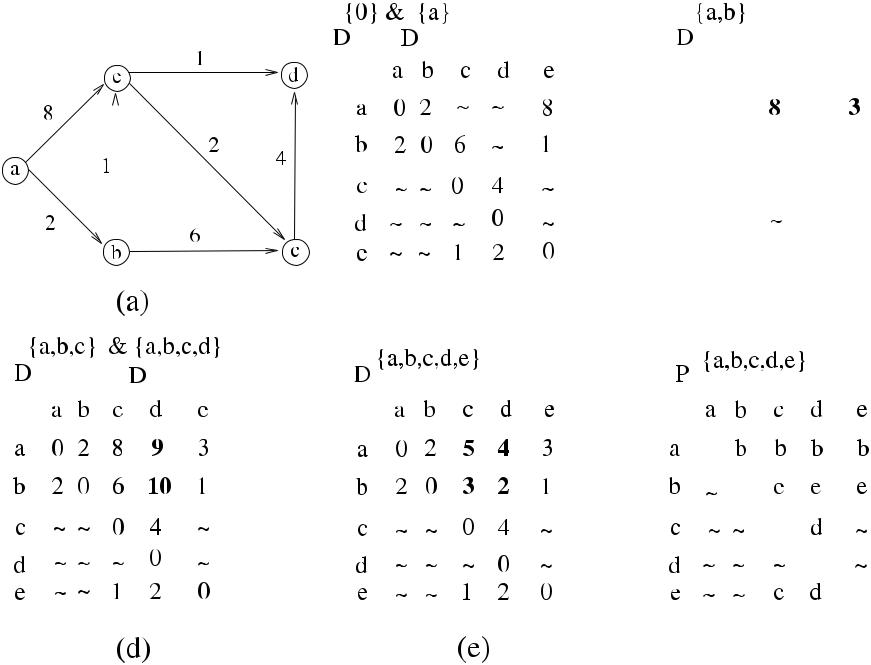 {0} & {a} {a,b}
D D D
1
c d
a b c d e
8
a 0 2 ~ ~ 8 8 3
2 4
b 2 0 6 ~ 1
1
a
c ~ ~ 0 4 ~
2 6
d ~ ~ ~ 0 ~ ~
b c
c ~ ~ 1 2 0
(a)
{a,b,c} & {a,b,c,d} {a,b,c,d,e} {a,b,c,d,e}
D D D P
a b c d c a b c d e a b c d e
a 0 2 8 9 3 a 0 2 5 4 3 a b b b b
b 2 0 6 10 1 b 2 0 3 2 1 b ~ c e e
c ~ ~ 0 4 ~ c ~ ~ 0 4 ~ c ~ ~ d ~
d ~ ~ ~ 0 ~ d ~ ~ ~ 0 ~ d ~ ~ ~ ~
e ~ ~ 1 2 0 e ~ ~ 1 2 0 e ~ ~ c d
(d) (e)